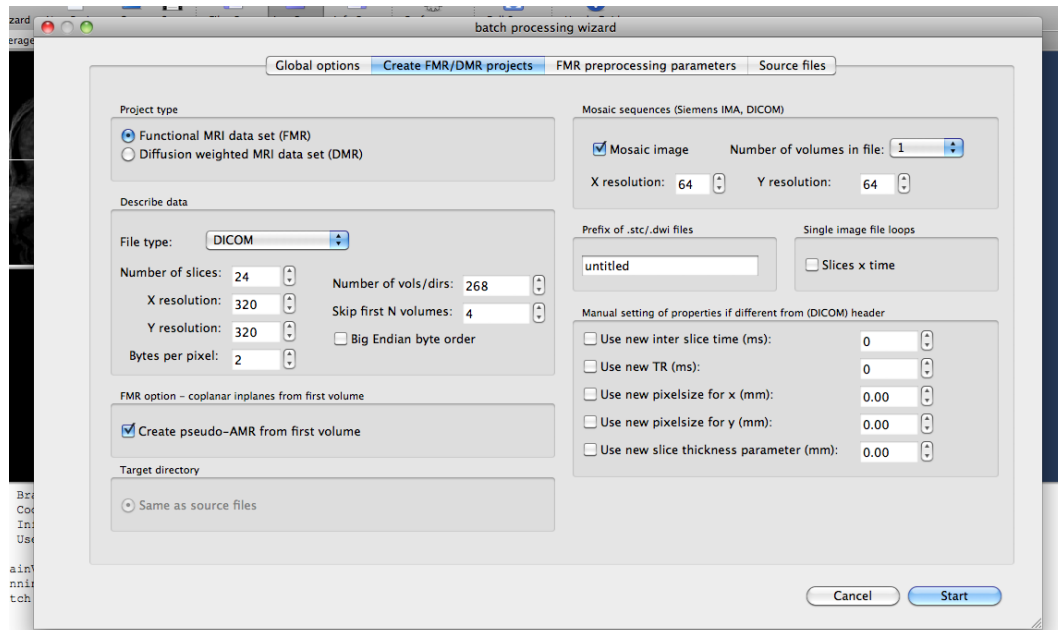 zard
erage
batch processing wizard
Global options
Create FMR/DMR projects
FMR preprocessing parameters
Source files
Project type
Functional MRI data set (FMR)
Diffusion weighted MRI data set (DMR)
Describe data
File type: DICOM
Number of slices: 24
X resolution: 320
Y resolution: 320
Bytes per pixel: 2
Number of vols/dirs: 268
Skip first N volumes: 4
Big Endian byte order
FMR option - coplanar inplanes from first volume
Create pseudo-AMR from first volume
Target directory
Same as source files
Mosaic sequences (Siemens IMA, DICOM)
Mosaic image
Number of volumes in file: 1
X resolution: 64
Y resolution: 64
Prefix of .stc/.dwi files
untitled
Single image file loops
Slices x time
Manual setting of properties if different from (DICOM) header
Use new inter slice time (ms): 0
Use new TR (ms): 0
Use new pixelsize for x (mm): 0.00
Use new pixelsize for y (mm): 0.00
Use new slice thickness parameter (mm): 0.00
Cancel
Start